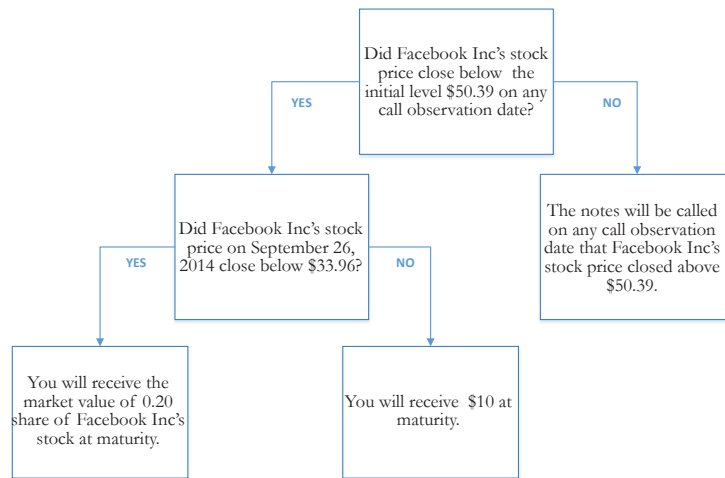 Did Facebook Inc's stock
price close below the
initial level $50.39 on any
call observation date?
YES
NO
Did Facebook Inc's stock
price on September 26,
2014 close below $33.96?
The notes will be called
on any call observation
date that Facebook Inc's
stock price closed above
$50.39.
YES
NO
You will receive the
market value of 0.20
share of Facebook Inc's
stock at maturity.
You will receive $10 at
maturity.